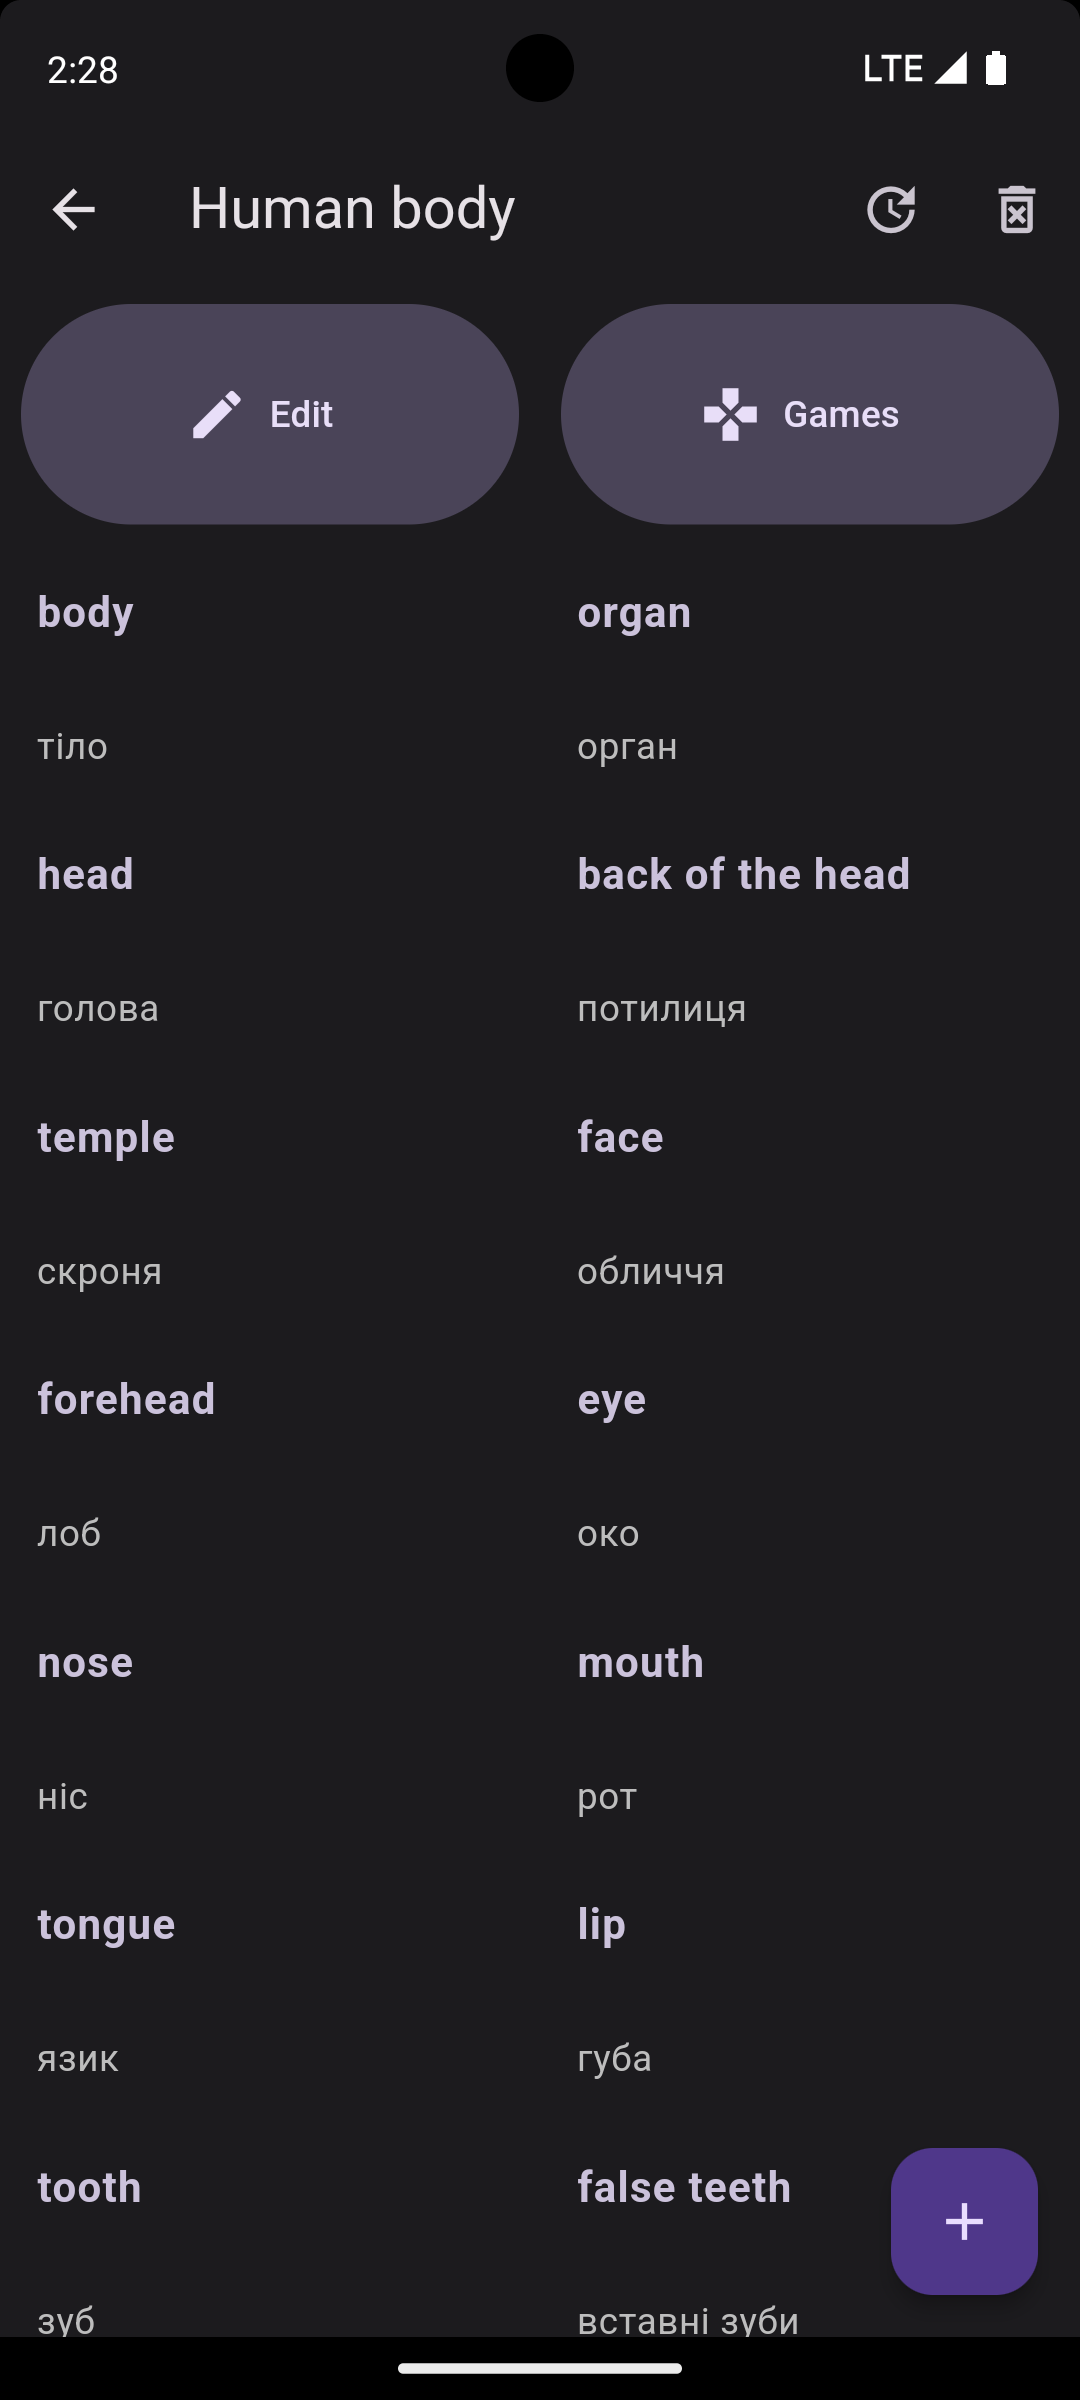 2:28
LTE
Human body
Edit
Games
body
organ
тіло
орган
head
back of the head
голова
потилиця
temple
face
скроня
обличчя
forehead
eye
лоб
око
nose
mouth
ніс
рот
tongue
lip
язик
губа
tooth
false teeth
зуб
вставні зуби